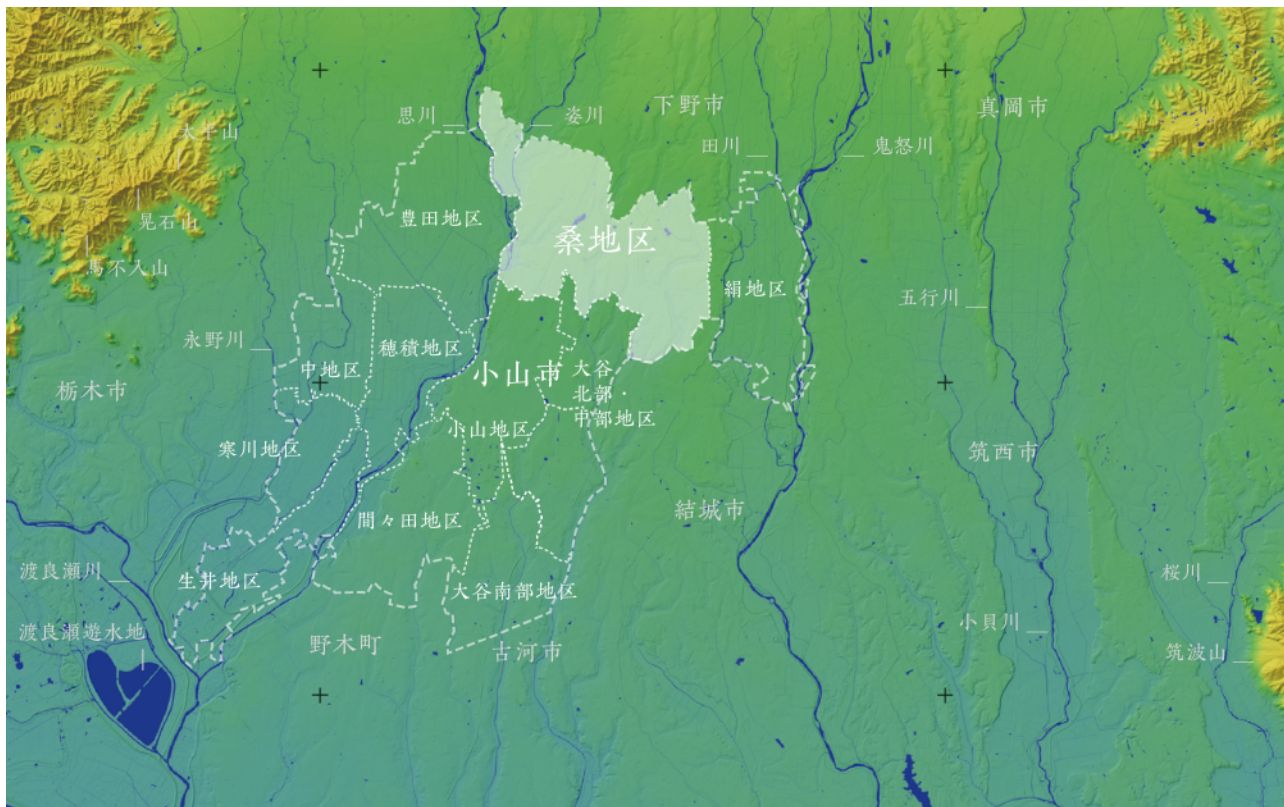 下野市
真岡市
思川
姿川
太平山
田川
鬼怒川
晃石山
豊田地区
桑地区
馬不入山
絹地区
五行川
永野川
穂積地区
中地区
小山市
大谷
北部・
中部地区
栃木市
小山地区
寒川地区
筑西市
結城市
間々田地区
渡良瀬川
生井地区
大谷南部地区
桜川
小貝川
渡良瀬遊水地
野木町
古河市
筑波山